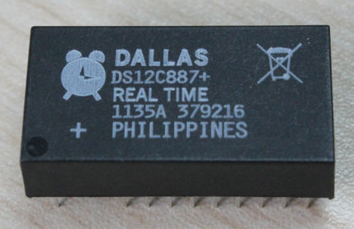 DALLAS
DS12C887+
REAL TIME
1135A 379216
+ PHILIPPINES